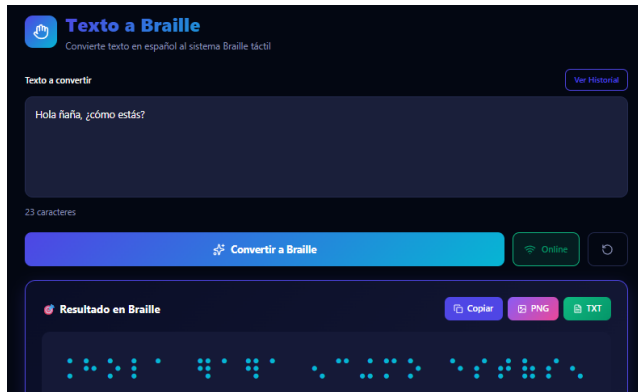 Texto a Braille
Convierte texto en español al sistema Braille táctil
Texto a convertir
Ver Historial
Hola ñaña, ¿cómo estás?
23 caracteres
Convertir a Braille
Online
Resultado en Braille
Copiar
PNG
TXT